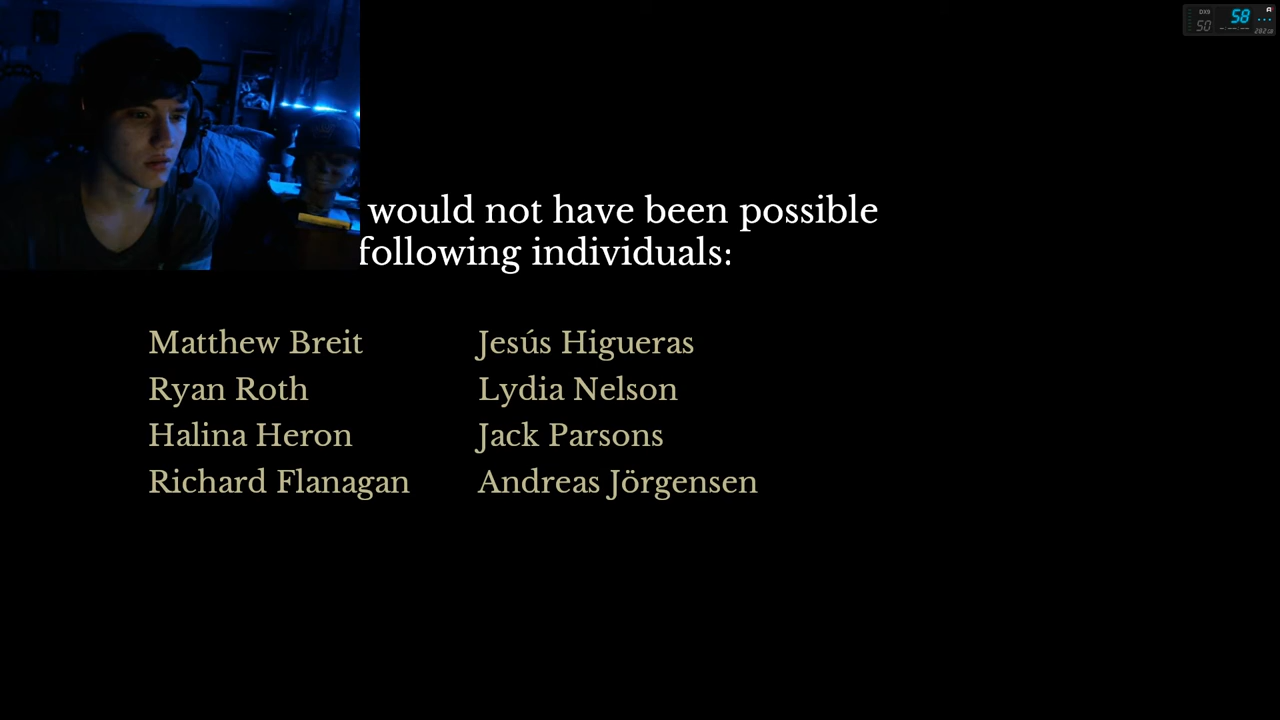 DX9 58
50
would not have been possible
following individuals:
Matthew Breit Jesús Higueras
Ryan Roth Lydia Nelson
Halina Heron Jack Parsons
Richard Flanagan Andreas Jörgensen